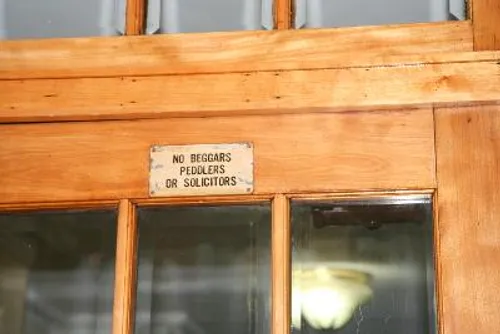 NO BEGGARS
PEDDLERS
OR SOLICITORS